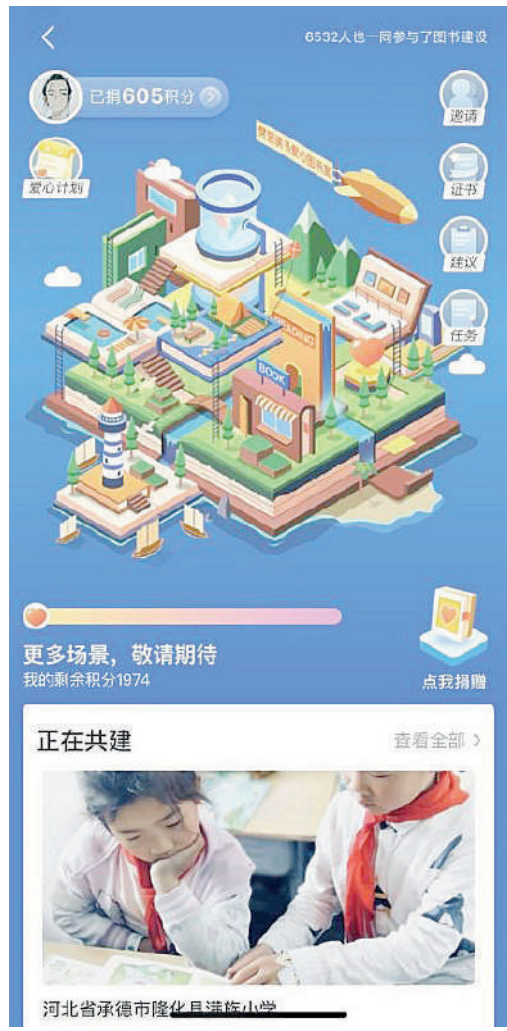 6532人也一同参与了图书建设
已捐605积分
邀请
爱心计划
证书
建议
任务
READING
BOOK
更多场景，敬请期待
我的剩余积分1974
点我捐赠
正在共建
查看全部
河北省承德市隆化县满族小学